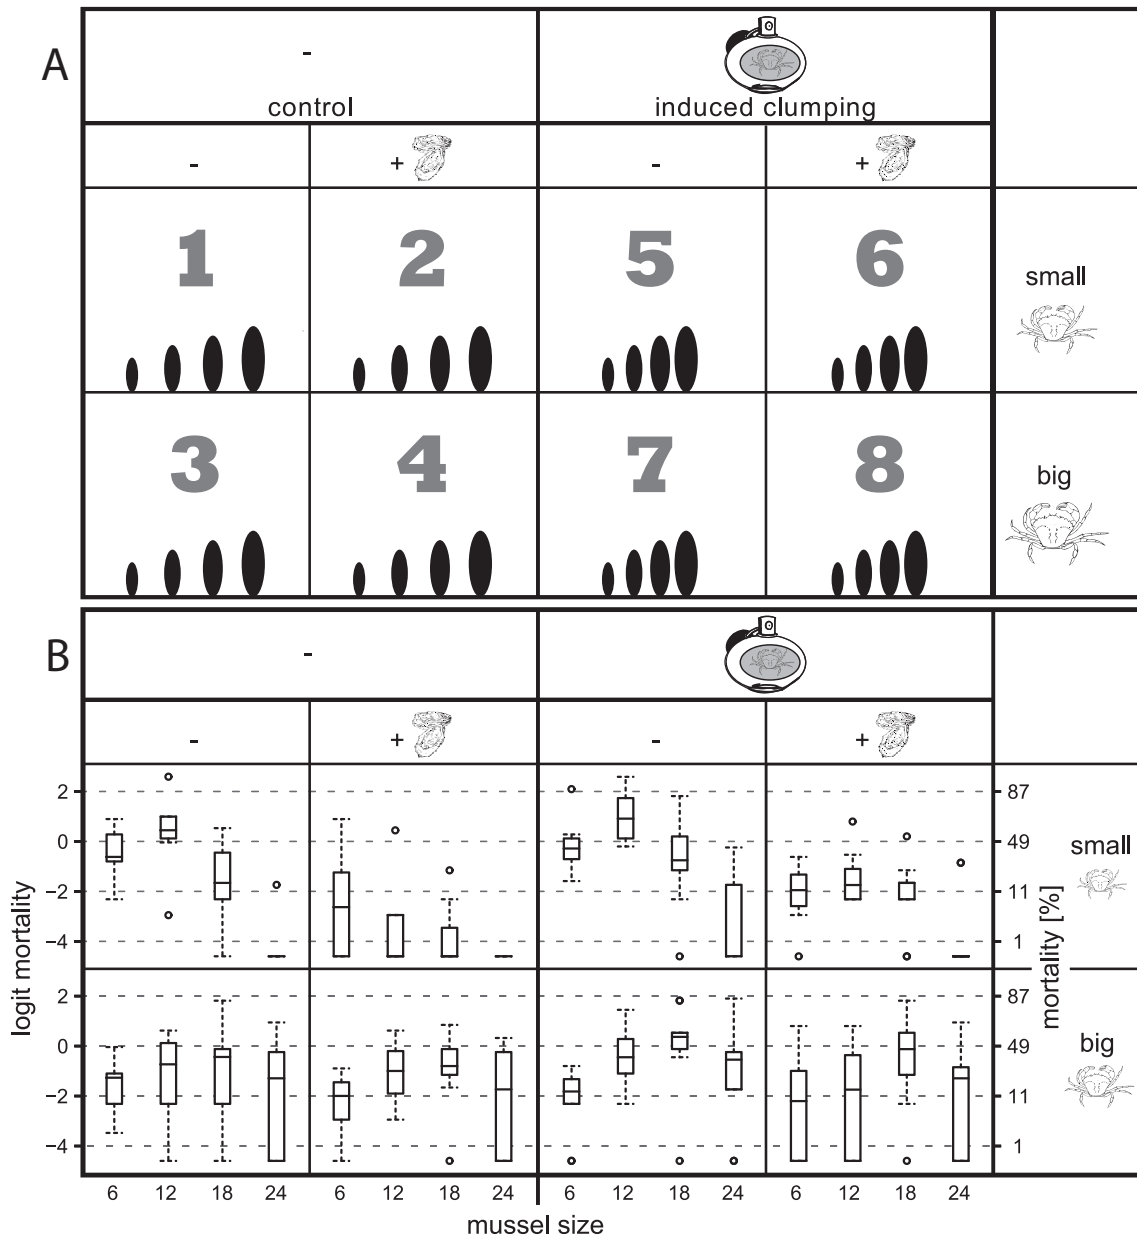 A
-
control
induced clumping
-
+
-
+
1
2
5
6
small
3
4
7
8
big
B
-
-
+
-
+
2
0
−2
−4
87
49
11
1
small
2
0
−2
−4
87
49
11
1
big
logit mortality
mortality [%]
6 12 18 24 6 12 18 24 6 12 18 24 6 12 18 24
mussel size